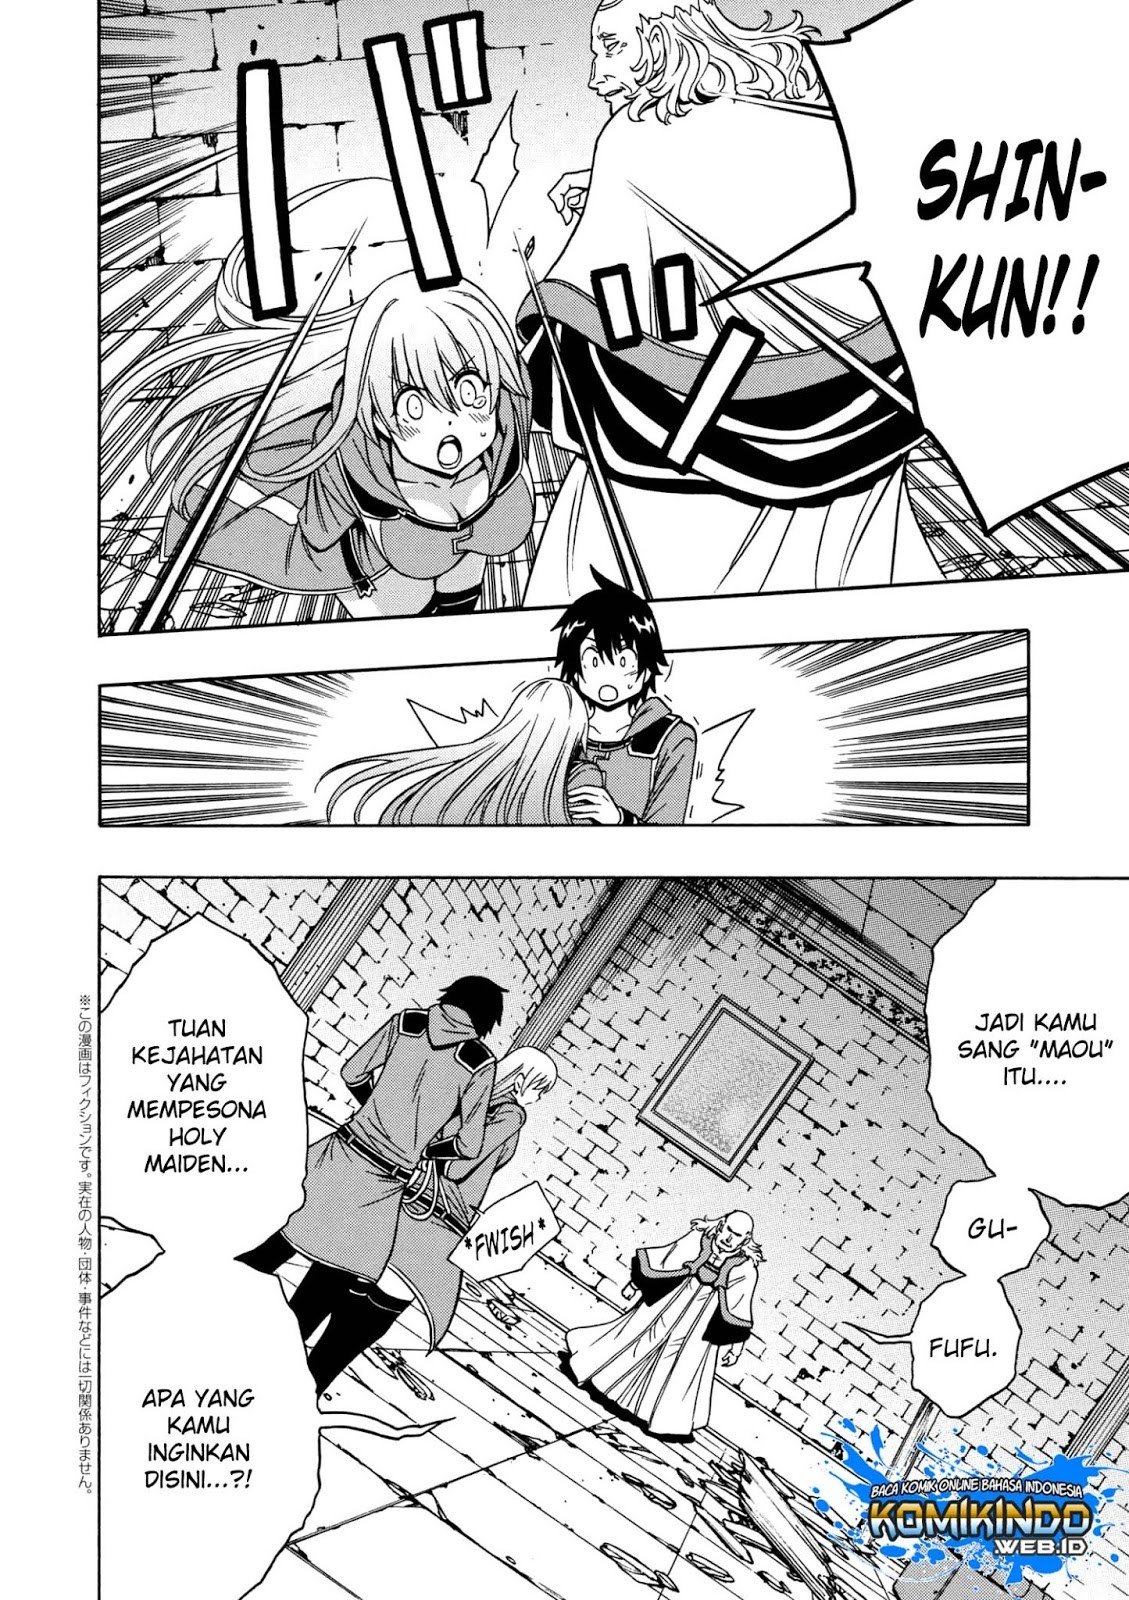 SHIN-
KUN!!
JADI KAMU
SANG "MAOU"
ITU....
GU-
FUFU.
TUAN
KEJAHATAN
YANG
MEMPESONA
HOLY
MAIDEN...
*FWISH*
APA YANG
KAMU
INGINKAN
DISINI...?!
※この漫画はフィクションです。実在の人物・団体・事件などには一切関係ありません。
BACA KOMIK ONLINE BAHASA INDONESIA
KOMIKINDO
.WEB.ID